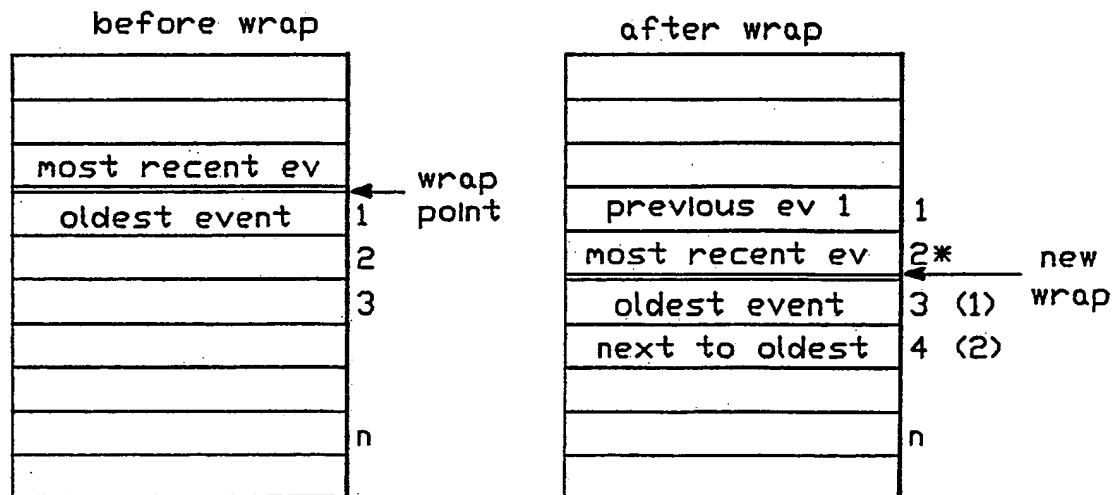 before wrap
most recent ev
wrap
point
oldest event 1
2
3
n
after wrap
previous ev 1 1
most recent ev 2*
new
wrap
oldest event 3 (1)
next to oldest 4 (2)
n